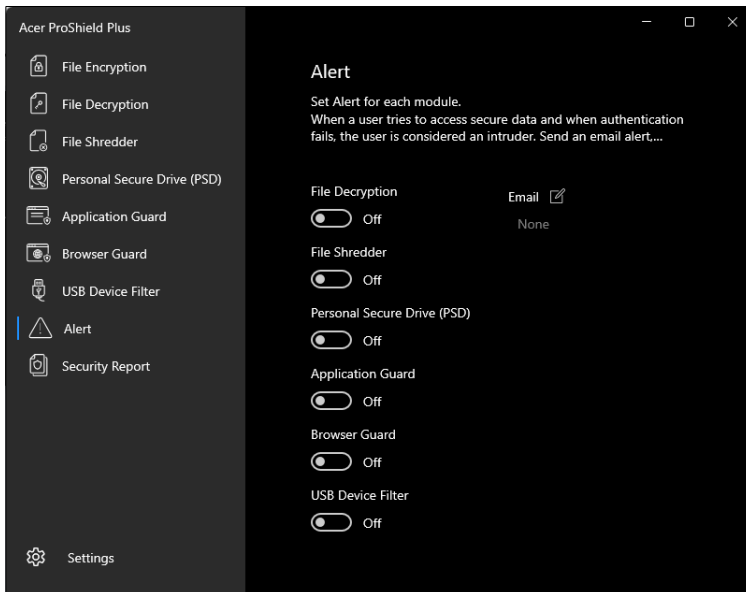 Acer ProShield Plus
File Encryption
File Decryption
File Shredder
Personal Secure Drive (PSD)
Application Guard
Browser Guard
USB Device Filter
Alert
Security Report
Settings
Alert
Set Alert for each module.
When a user tries to access secure data and when authentication
fails, the user is considered an intruder. Send an email alert,...
File Decryption
Off
Email
None
File Shredder
Off
Personal Secure Drive (PSD)
Off
Application Guard
Off
Browser Guard
Off
USB Device Filter
Off